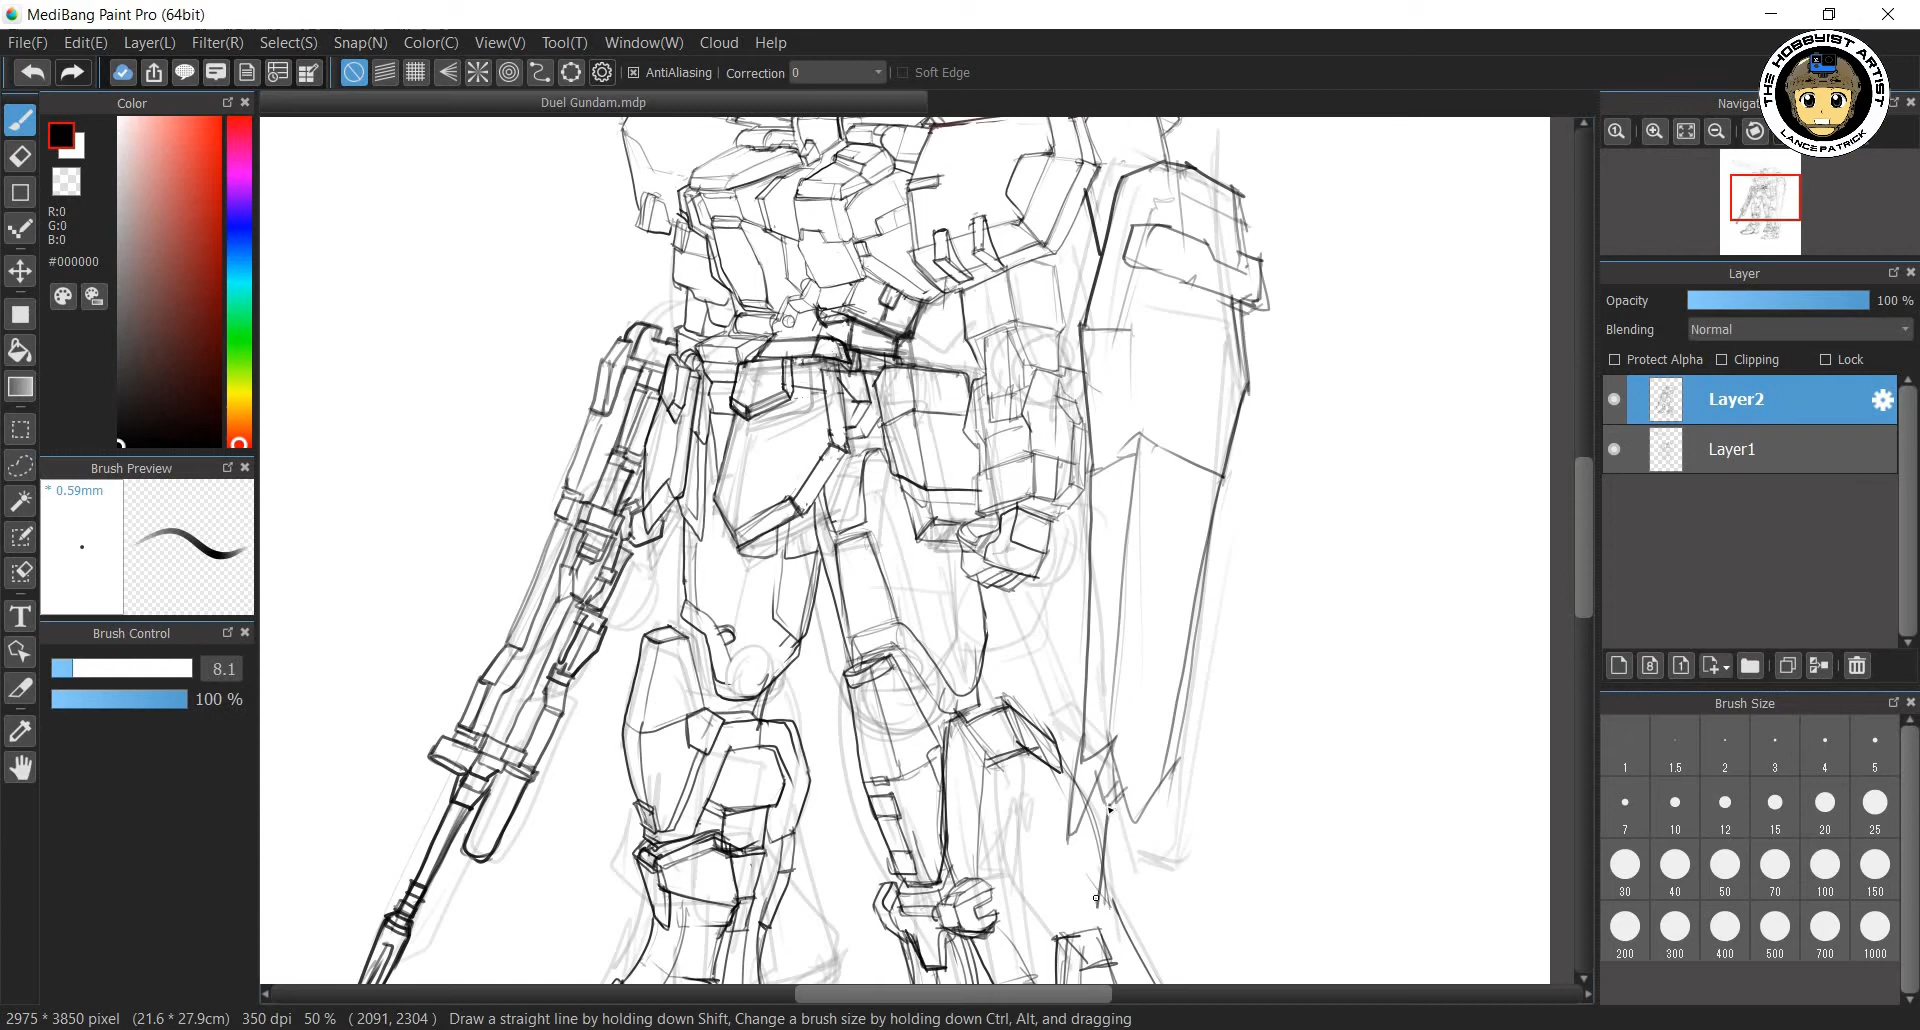 MediBang Paint Pro (64bit)
File(F) Edit(E) Layer(L) Filter(R) Select(S) Snap(N) Color(C) View(V) Tool(T) Window(W) Cloud Help
AntiAliasing Correction 0 Soft Edge
THE HOBBYIST ARTIST
LANCE PATRICK
Color
Duel Gundam.mdp
Navigat
R:0
G:0
B:0
#000000
Layer
Opacity 100 %
Blending Normal
Protect Alpha Clipping Lock
Layer2
Layer1
Brush Preview
* 0.59mm
Brush Control
8.1
100 %
Brush Size
1 1.5 2 3 4 5
7 10 12 15 20 25
30 40 50 70 100 150
200 300 400 500 700 1000
2975 * 3850 pixel (21.6 * 27.9cm) 350 dpi 50 % ( 2091, 2304 ) Draw a straight line by holding down Shift, Change a brush size by holding down Ctrl, Alt, and dragging